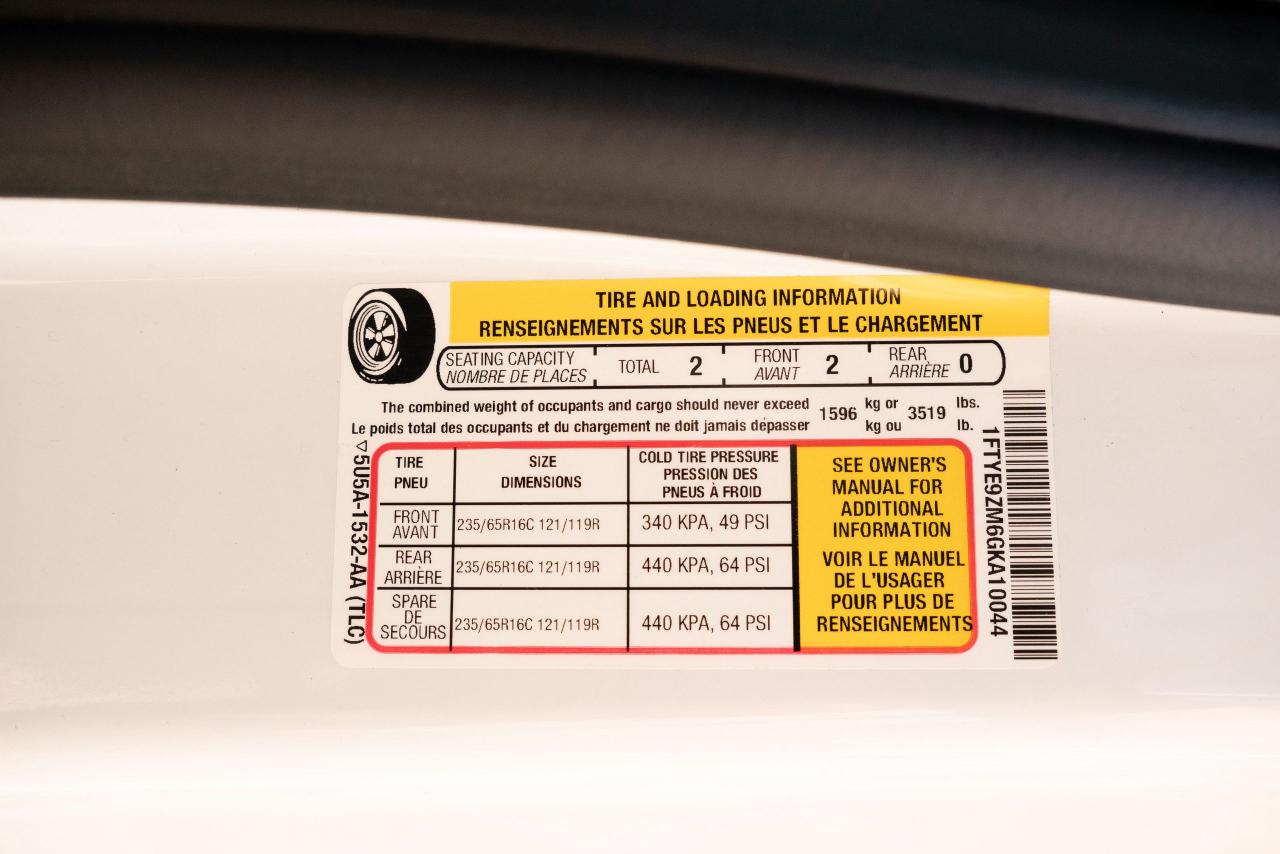 TIRE AND LOADING INFORMATION
RENSEIGNEMENTS SUR LES PNEUS ET LE CHARGEMENT
SEATING CAPACITY
NOMBRE DE PLACES
TOTAL 2
FRONT
AVANT
2
REAR
ARRIÈRE
0
The combined weight of occupants and cargo should never exceed
Le poids total des occupants et du chargement ne doit jamais dépasser
1596
kg or
kg ou
3519
lbs.
lb.
5U5A-1532-AA (TLC)
TIRE
PNEU
SIZE
DIMENSIONS
COLD TIRE PRESSURE
PRESSION DES
PNEUS À FROID
FRONT
AVANT
235/65R16C 121/119R
340 KPA, 49 PSI
REAR
ARRIÈRE
235/65R16C 121/119R
440 KPA, 64 PSI
SPARE
DE
SECOURS
235/65R16C 121/119R
440 KPA, 64 PSI
SEE OWNER'S
MANUAL FOR
ADDITIONAL
INFORMATION
VOIR LE MANUEL
DE L'USAGER
POUR PLUS DE
RENSEIGNEMENTS
1FTYE9ZM6GKA10044